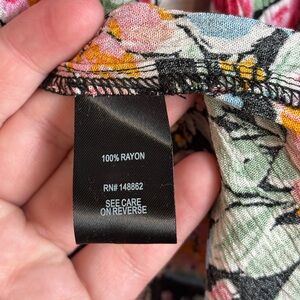 100% RAYON
RN# 148862
SEE CARE
ON REVERSE